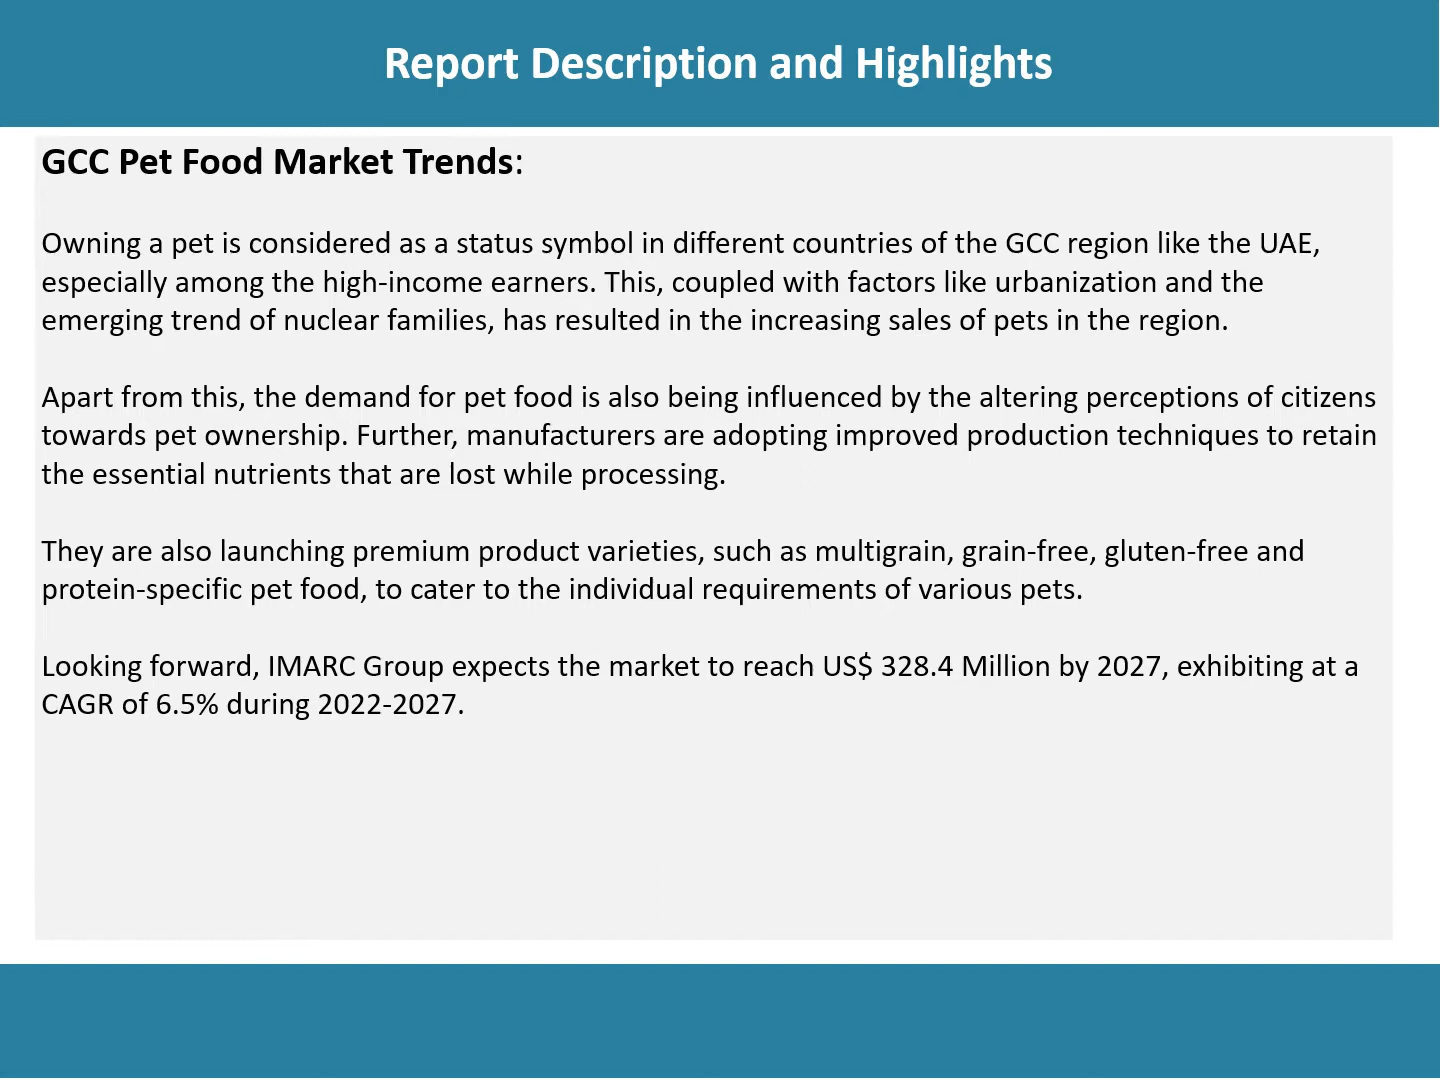 Report Description and Highlights
GCC Pet Food Market Trends:
Owning a pet is considered as a status symbol in different countries of the GCC region like the UAE,
especially among the high-income earners. This, coupled with factors like urbanization and the
emerging trend of nuclear families, has resulted in the increasing sales of pets in the region.
Apart from this, the demand for pet food is also being influenced by the altering perceptions of citizens
towards pet ownership. Further, manufacturers are adopting improved production techniques to retain
the essential nutrients that are lost while processing.
They are also launching premium product varieties, such as multigrain, grain-free, gluten-free and
protein-specific pet food, to cater to the individual requirements of various pets.
Looking forward, IMARC Group expects the market to reach US$ 328.4 Million by 2027, exhibiting at a
CAGR of 6.5% during 2022-2027.